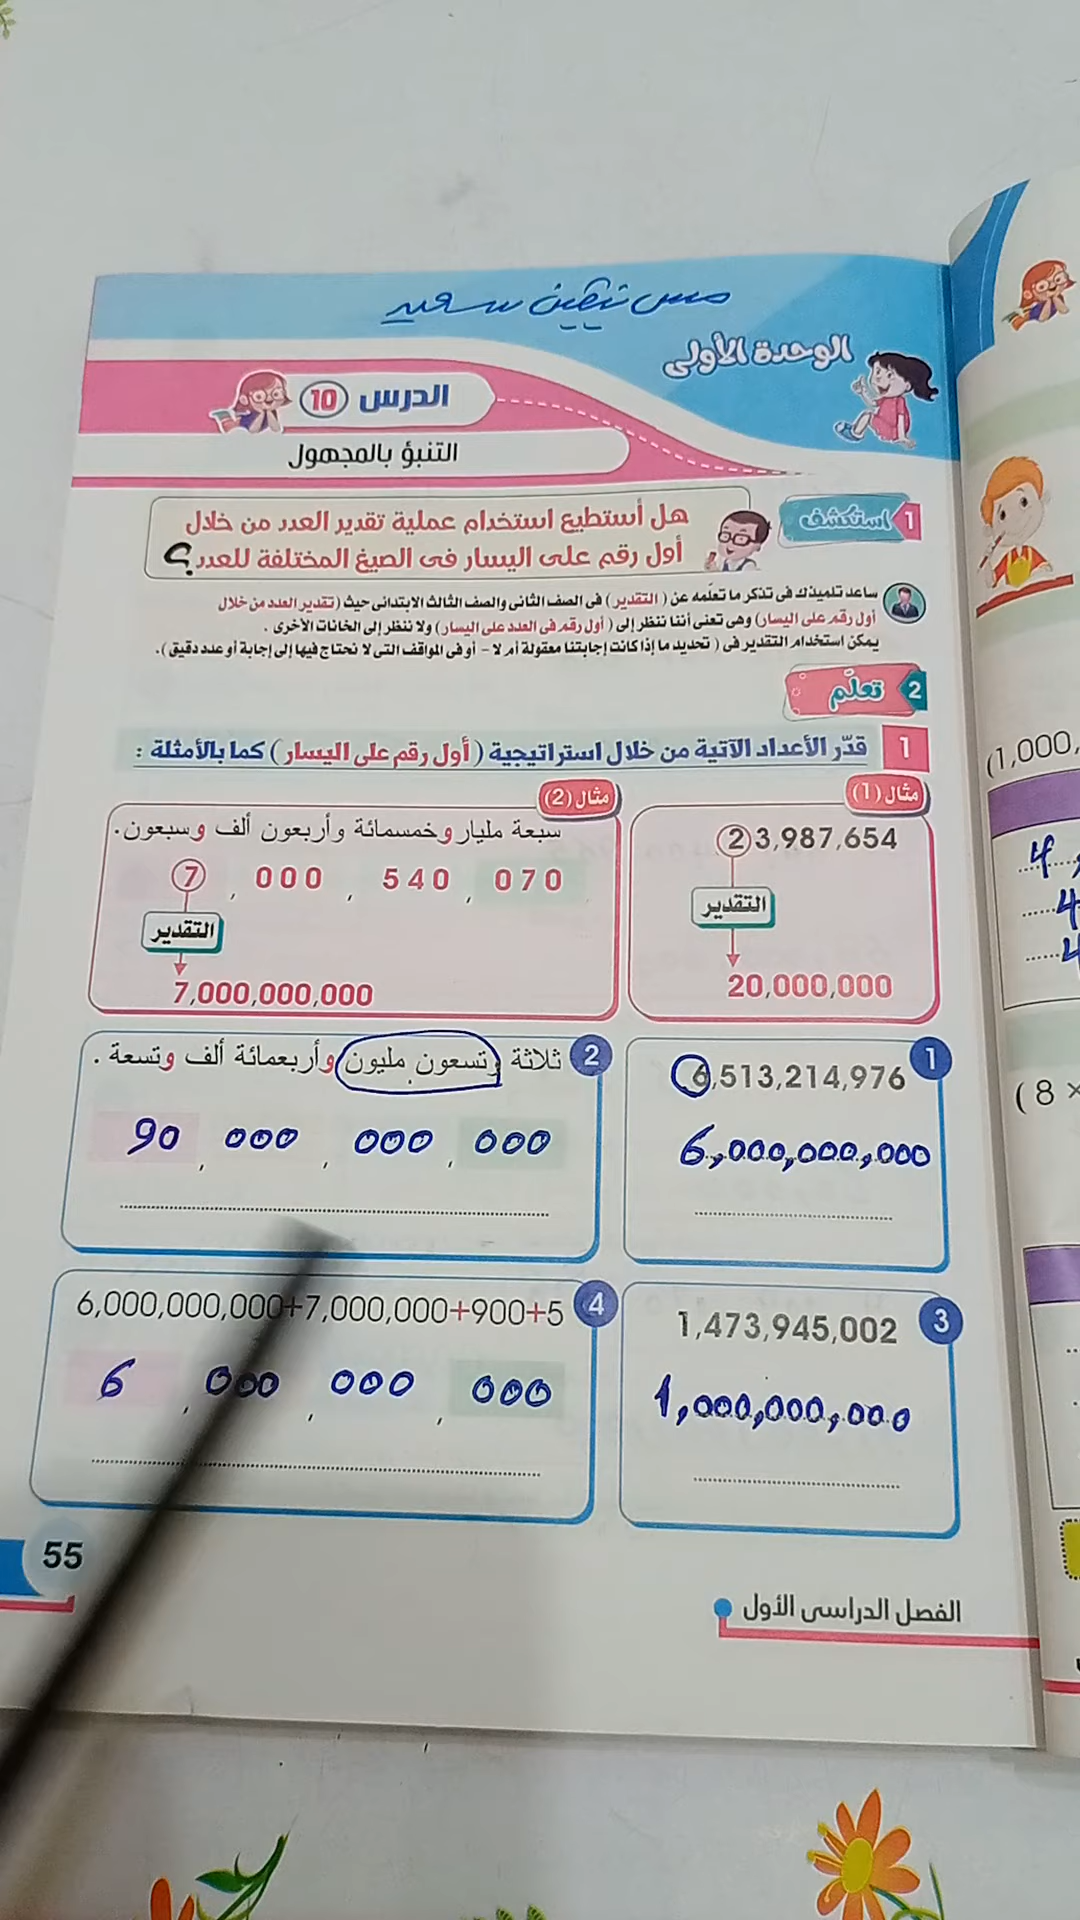 مس نيڤين سعيد
الوحدة الأولى
الدرس 10
التنبؤ بالمجهول
1 استكشف
هل أستطيع استخدام عملية تقدير العدد من خلال
أول رقم على اليسار فى الصيغ المختلفة للعدد؟
ساعد تلميذك فى تذكر ما تعلّمه عن (التقدير) فى الصف الثانى والصف الثالث الابتدائى حيث (تقدير العدد من خلال
أول رقم على اليسار) وهى تعنى أننا ننظر إلى (أول رقم فى العدد على اليسار) ولا ننظر إلى الخانات الأخرى .
يمكن استخدام التقدير فى (تحديد ما إذا كانت إجابتنا معقولة أم لا - أو فى المواقف التى لا نحتاج فيها إلى إجابة أو عدد دقيق).
2 تعلّم
1 قدّر الأعداد الآتية من خلال استراتيجية (أول رقم على اليسار) كما بالأمثلة :
مثال (1)
23,987,654
التقدير
20,000,000
مثال (2)
سبعة مليار وخمسمائة وأربعون ألف وسبعون.
7 , 000 , 540 , 070
التقدير
7,000,000,000
1
6,513,214,976
6,000,000,000
2
ثلاثة وتسعون مليون وأربعمائة ألف وتسعة .
90 , 000 , 000 , 000
3
1,473,945,002
1,000,000,000
4
6,000,000,000+7,000,000+900+5
6 , 000 , 000 , 000
55
الفصل الدراسى الأول
(1,000,
4,
4
4
( 8 ×